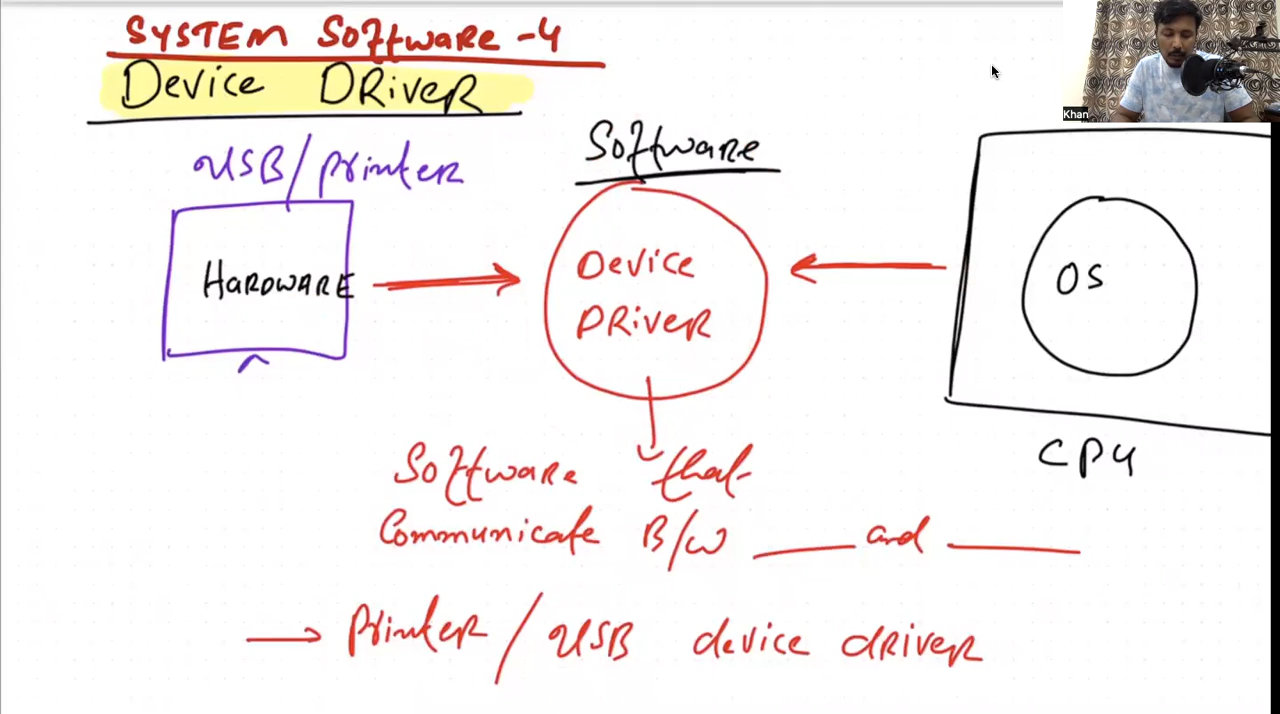 SYSTEM Software -4
Device DRiveR
USB/printer
Software
HARDWARE
Device
DRiveR
OS
CPU
Software that
Communicate B/W ____ and ____
→ Printer / USB device driver
Khan